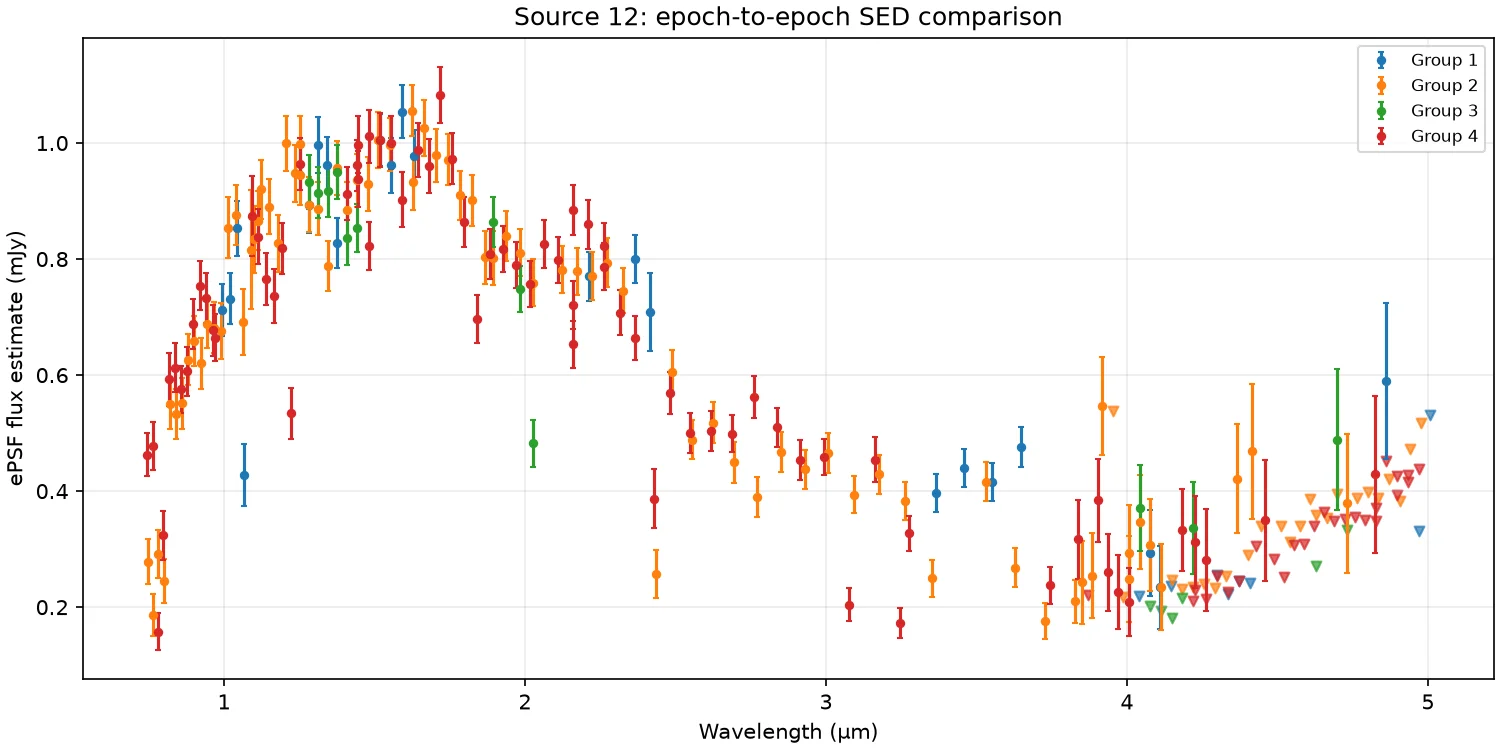 Source 12: epoch-to-epoch SED comparison
ePSF flux estimate (mJy)
1.0
0.8
0.6
0.4
0.2
1 2 3 4 5
Wavelength (μm)
Group 1
Group 2
Group 3
Group 4